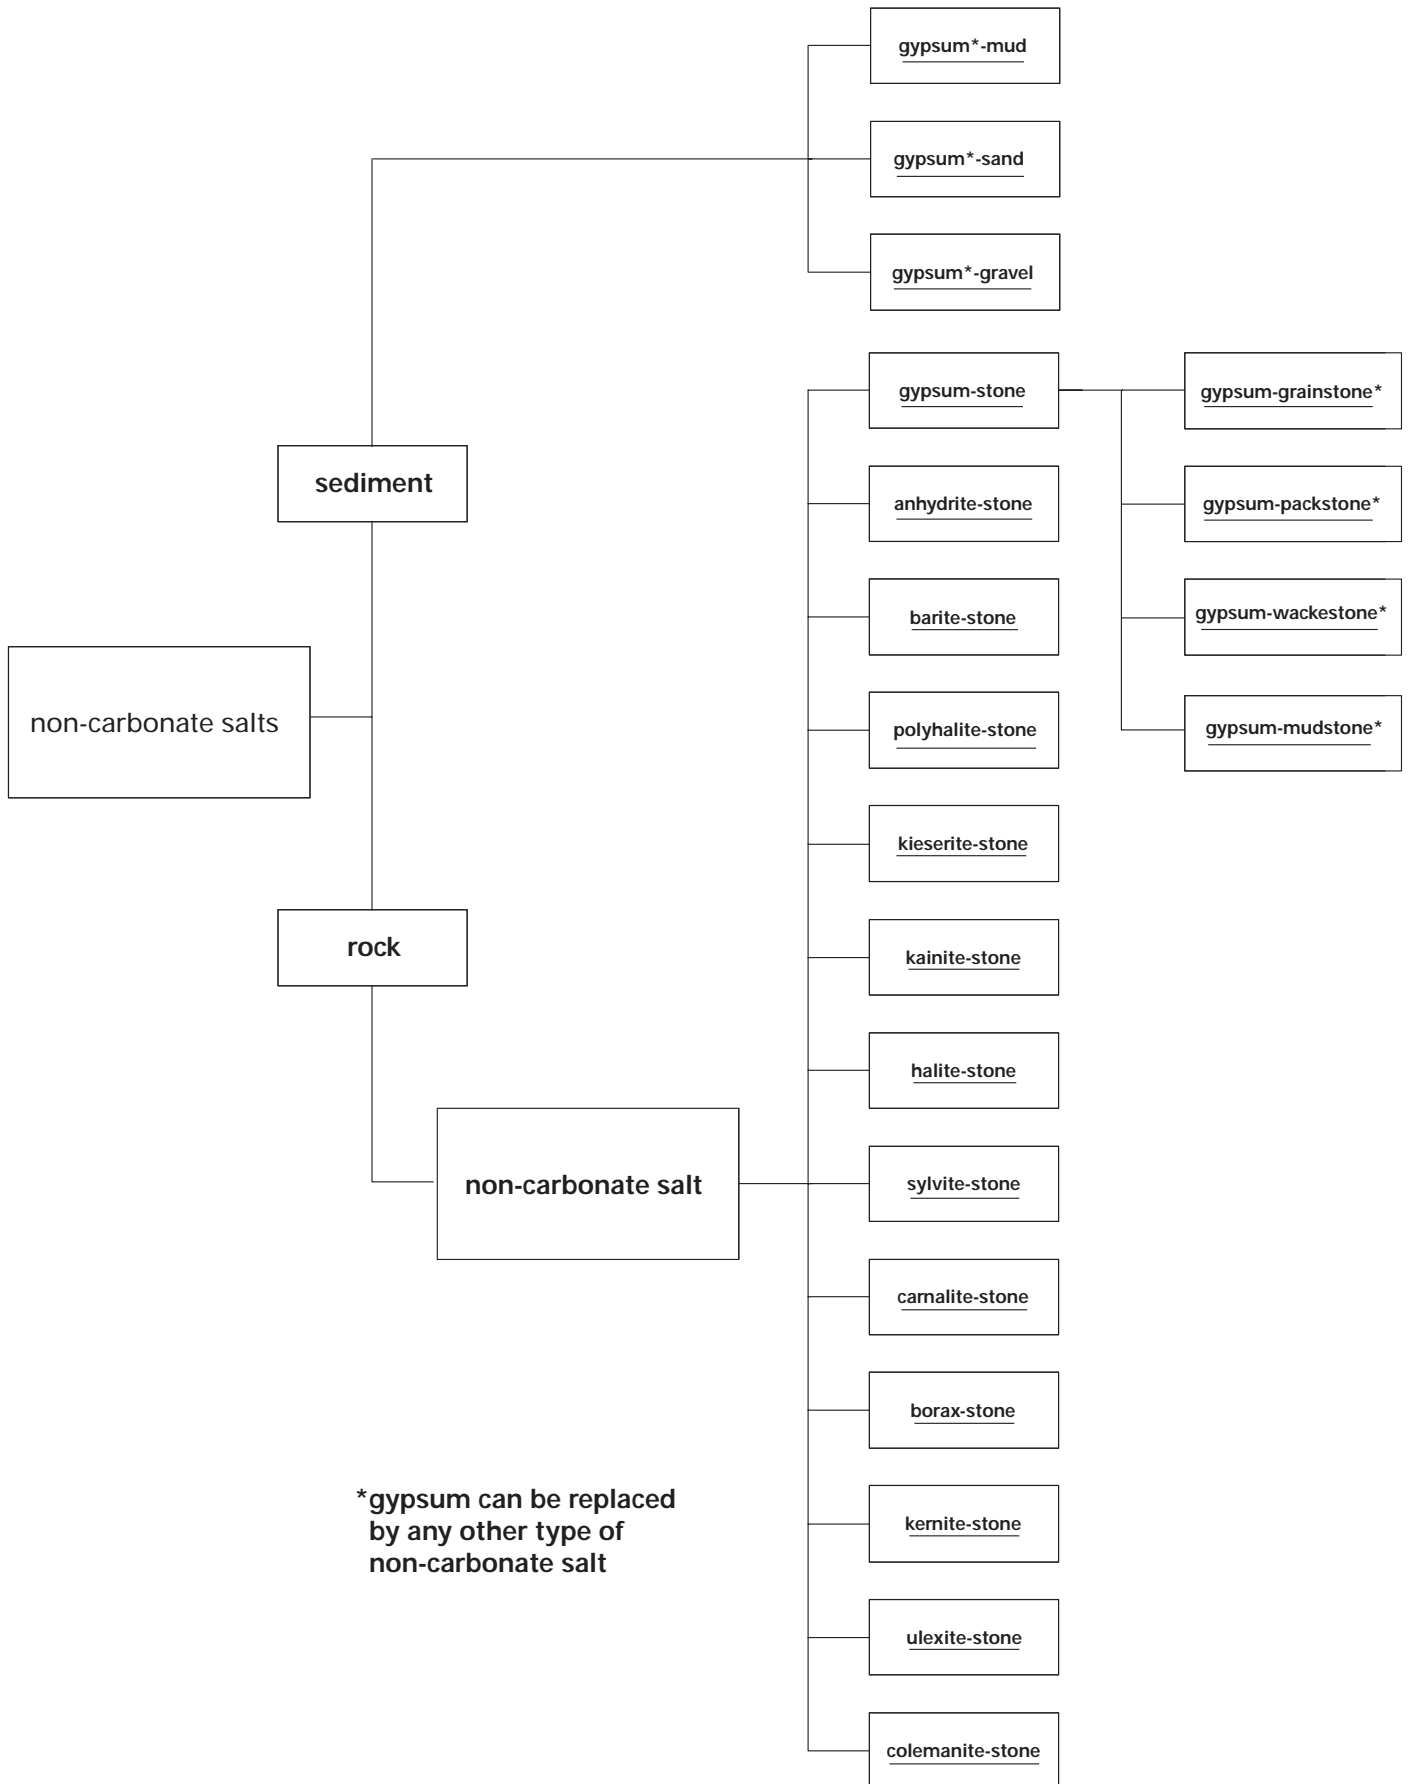 gypsum*-mud
gypsum*-sand
gypsum*-gravel
gypsum-stone
gypsum-grainstone*
sediment
anhydrite-stone
gypsum-packstone*
barite-stone
gypsum-wackestone*
non-carbonate salts
polyhalite-stone
gypsum-mudstone*
kieserite-stone
rock
kainite-stone
halite-stone
non-carbonate salt
sylvite-stone
carnalite-stone
borax-stone
*gypsum can be replaced
by any other type of
non-carbonate salt
kernite-stone
ulexite-stone
colemanite-stone